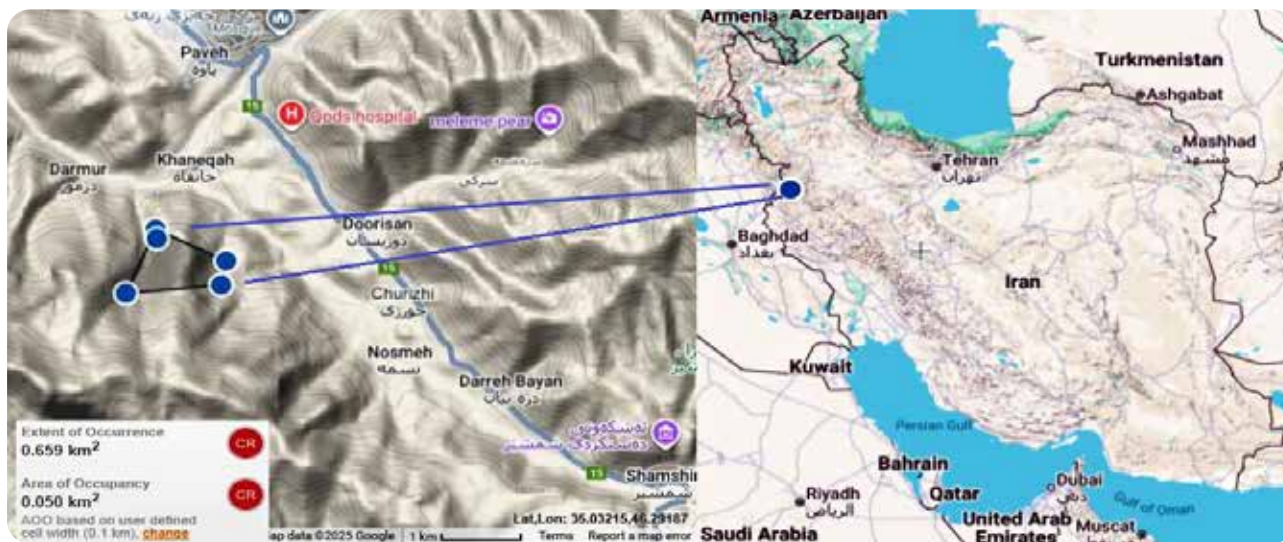 Paveh
پاوە
15
Qods hospital
meleme pear
Khaneqah
خانقاه
Darmur
درمور
سرکی
Doorisan
دوریسان
15
Churizhi
چورژی
Nosmeh
نسمه
Darreh Bayan
دره بیان
15
Shamshir
شمشیر
Extent of Occurrence
0.659 km²
CR
Area of Occupancy
0.050 km²
CR
AOO based on user defined
cell width (0.1 km), change
ap data ©2025 Google
1 km
Terms
Report a map error
Lat,Lon: 35.03215,46.29187
Armenia
Azerbaijan
Turkmenistan
Ashgabat
Mashhad
مشهد
Tehran
تهران
Baghdad
بغداد
Iran
Kuwait
Persian Gulf
Bahrain
Qatar
Dubai
دبي
Gulf of Oman
Riyadh
الرياض
United Arab
Emirates
Muscat
Saudi Arabia